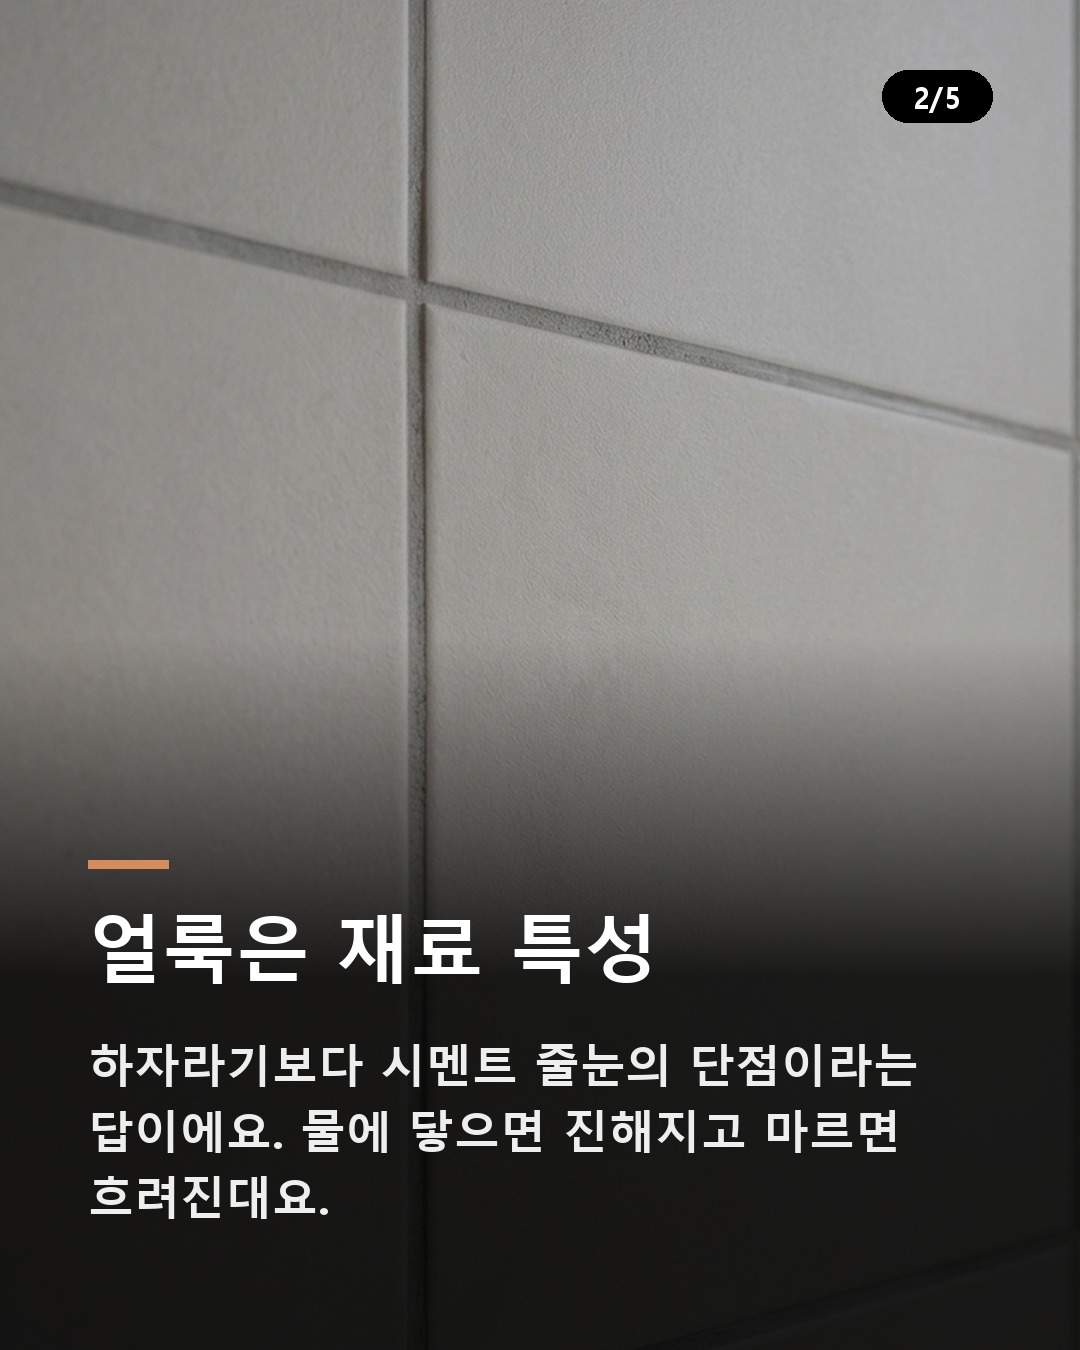 2/5
얼룩은 재료 특성
하자라기보다 시멘트 줄눈의 단점이라는
답이에요. 물에 닿으면 진해지고 마르면
흐려진대요.